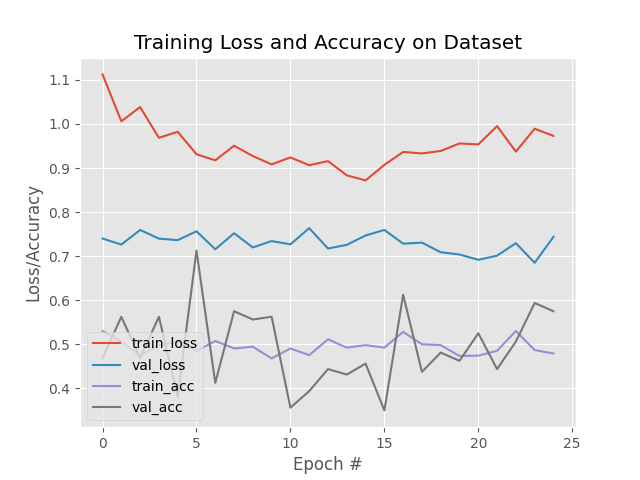 Training Loss and Accuracy on Dataset
Loss/Accuracy
1.1
1.0
0.9
0.8
0.7
0.6
0.5
0.4
train_loss
val_loss
train_acc
val_acc
0 5 10 15 20 25
Epoch #